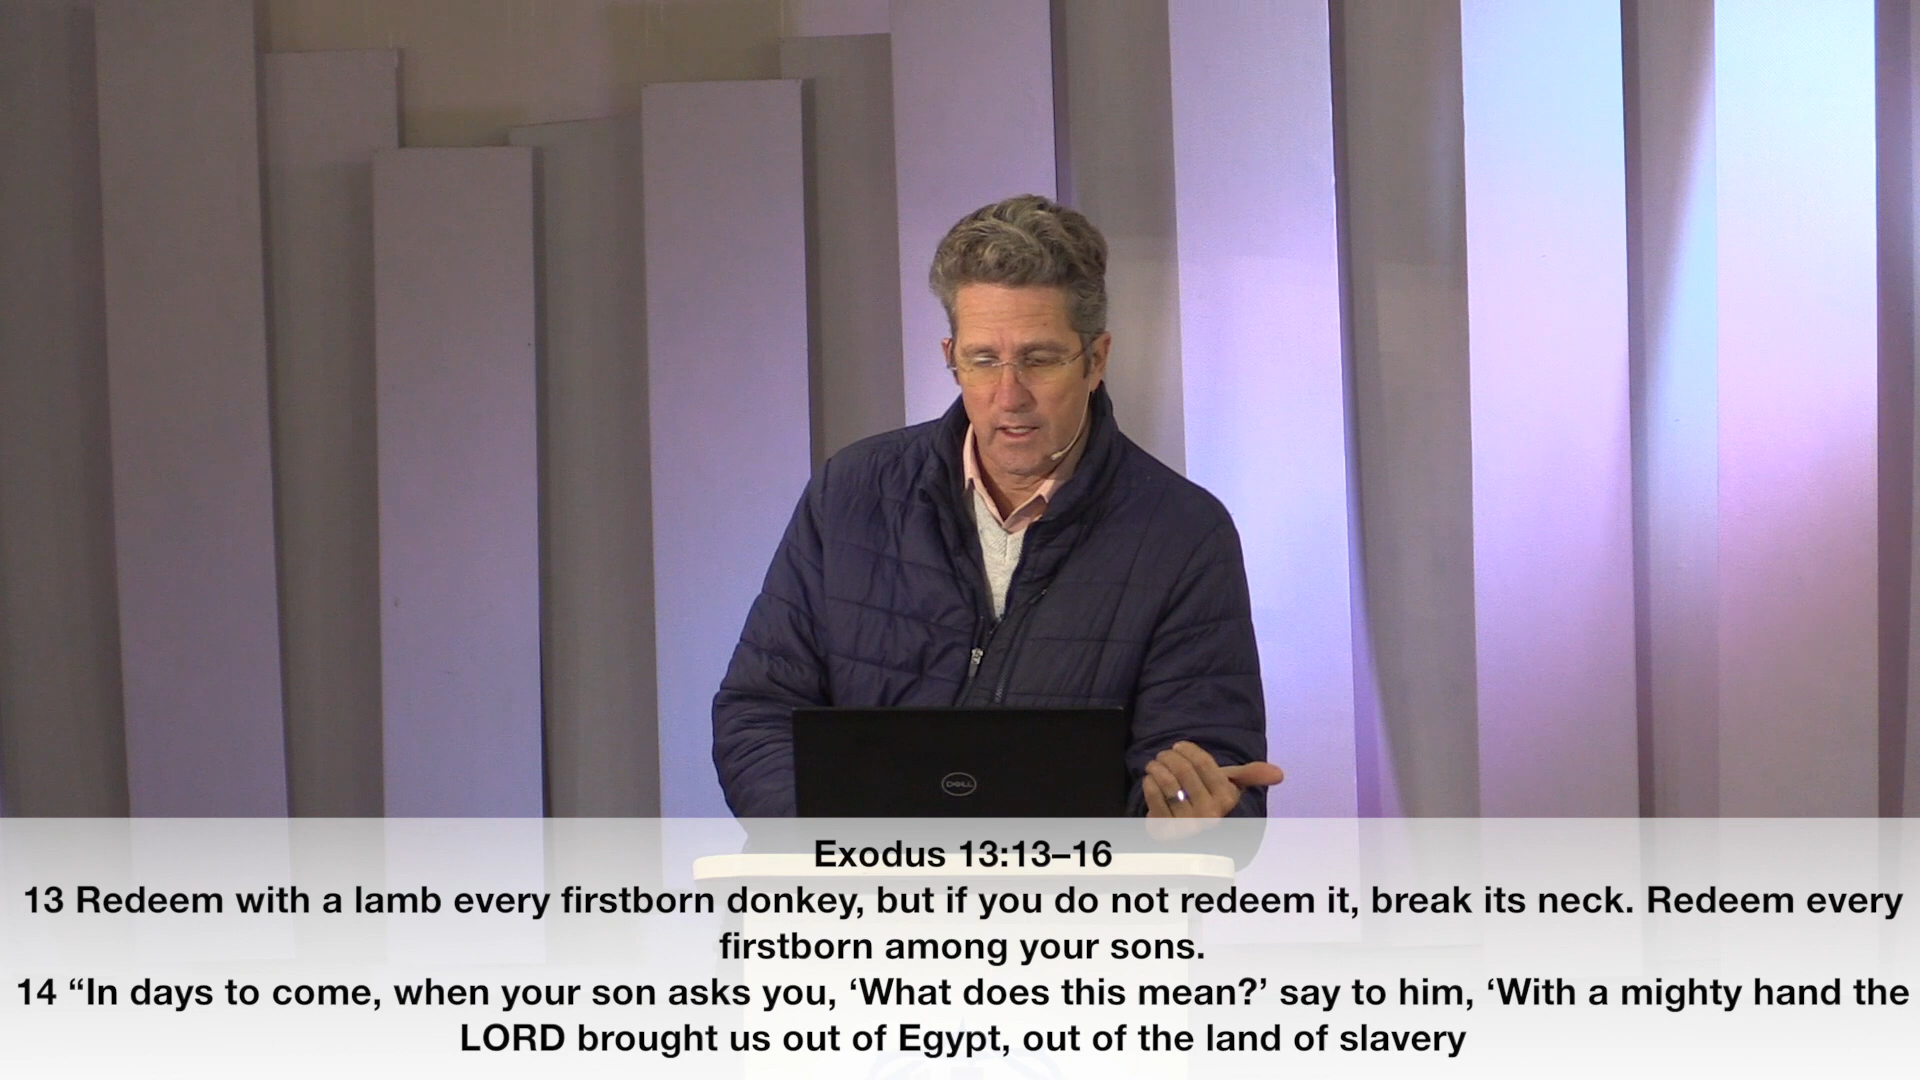 DELL
Exodus 13:13–16
13 Redeem with a lamb every firstborn donkey, but if you do not redeem it, break its neck. Redeem every
firstborn among your sons.
14 “In days to come, when your son asks you, ‘What does this mean?’ say to him, ‘With a mighty hand the
LORD brought us out of Egypt, out of the land of slavery